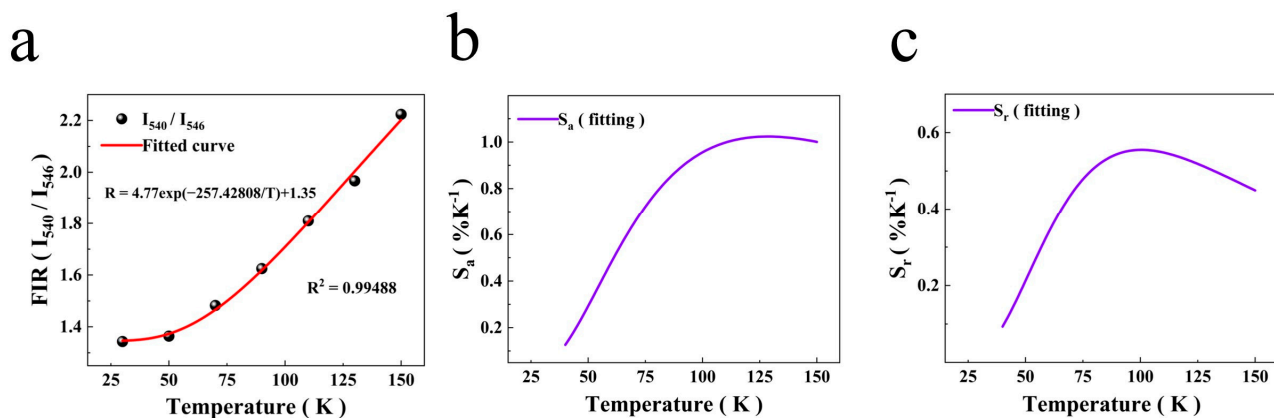 a
I₅₄₀ / I₅₄₆
Fitted curve
R = 4.77exp(−257.42808/T)+1.35
R² = 0.99488
FIR ( I₅₄₀ / I₅₄₆ )
2.2
2.0
1.8
1.6
1.4
25 50 75 100 125 150
Temperature ( K )
b
Sₐ ( fitting )
Sₐ ( %K⁻¹ )
1.0
0.8
0.6
0.4
0.2
25 50 75 100 125 150
Temperature ( K )
c
Sᵣ ( fitting )
Sᵣ ( %K⁻¹ )
0.6
0.4
0.2
25 50 75 100 125 150
Temperature ( K )